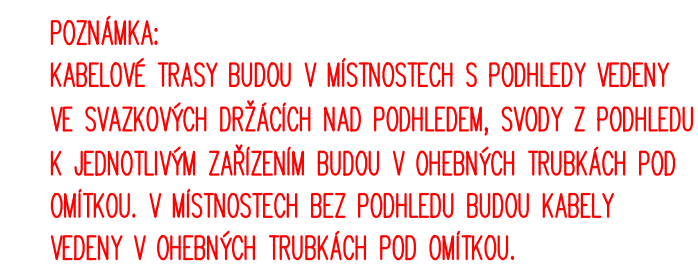 POZNÁMKA:
KABELOVÉ TRASY BUDOU V MÍSTNOSTECH S PODHLEDY VEDENY
VE SVAZKOVÝCH DRŽÁCÍCH NAD PODHLEDEM, SVODY Z PODHLEDU
K JEDNOTLIVÝM ZAŘÍZENÍM BUDOU V OHEBNÝCH TRUBKÁCH POD
OMÍTKOU. V MÍSTNOSTECH BEZ PODHLEDU BUDOU KABELY
VEDENY V OHEBNÝCH TRUBKÁCH POD OMÍTKOU.